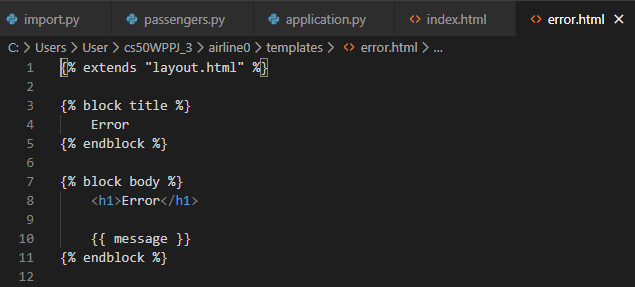 import.py passengers.py application.py <> index.html <> error.html ×
C: > Users > User > cs50WPPJ_3 > airline0 > templates > <> error.html > ...
1 {% extends "layout.html" %}
2
3 {% block title %}
4 Error
5 {% endblock %}
6
7 {% block body %}
8 <h1>Error</h1>
9
10 {{ message }}
11 {% endblock %}
12